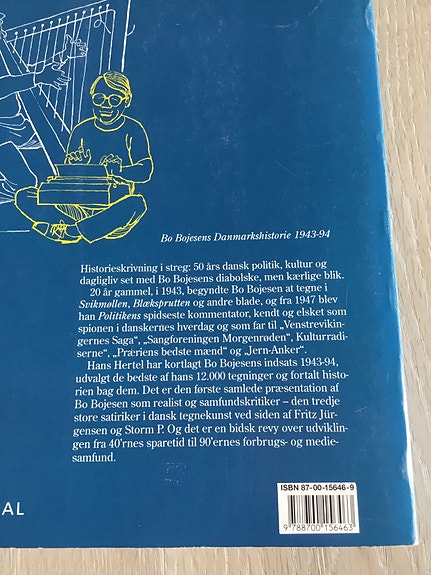 Bo Bojesens Danmarkshistorie 1943-94
Historieskrivning i streg: 50 års dansk politik, kultur og
dagligliv set med Bo Bojesens diabolske, men kærlige blik.
20 år gammel, i 1943, begyndte Bo Bojesen at tegne i
Svikmøllen, Blæksprutten og andre blade, og fra 1947 blev
han Politikens spidseste kommentator, kendt og elsket som
spionen i danskernes hverdag og som far til „Venstreviki-
gernes Saga“, „Sangforeningen Morgenrøden“, Kulturradi-
serne“, „Præriens bedste mænd“ og „Jern-Anker“.
Hans Hertel har kortlagt Bo Bojesens indsats 1943-94,
udvalgt de bedste af hans 12.000 tegninger og fortalt histo-
rien bag dem. Det er den første samlede præsentation af
Bo Bojesen som realist og samfundskritiker – den tredje
store satiriker i dansk tegnekunst ved siden af Fritz Jür-
gensen og Storm P. Og det er en bidsk revy over udviklin-
gen fra 40’rnes sparetid til 90’ernes forbrugs- og medie-
samfund.
AL
ISBN 87-00-15646-9
9 788700 156463